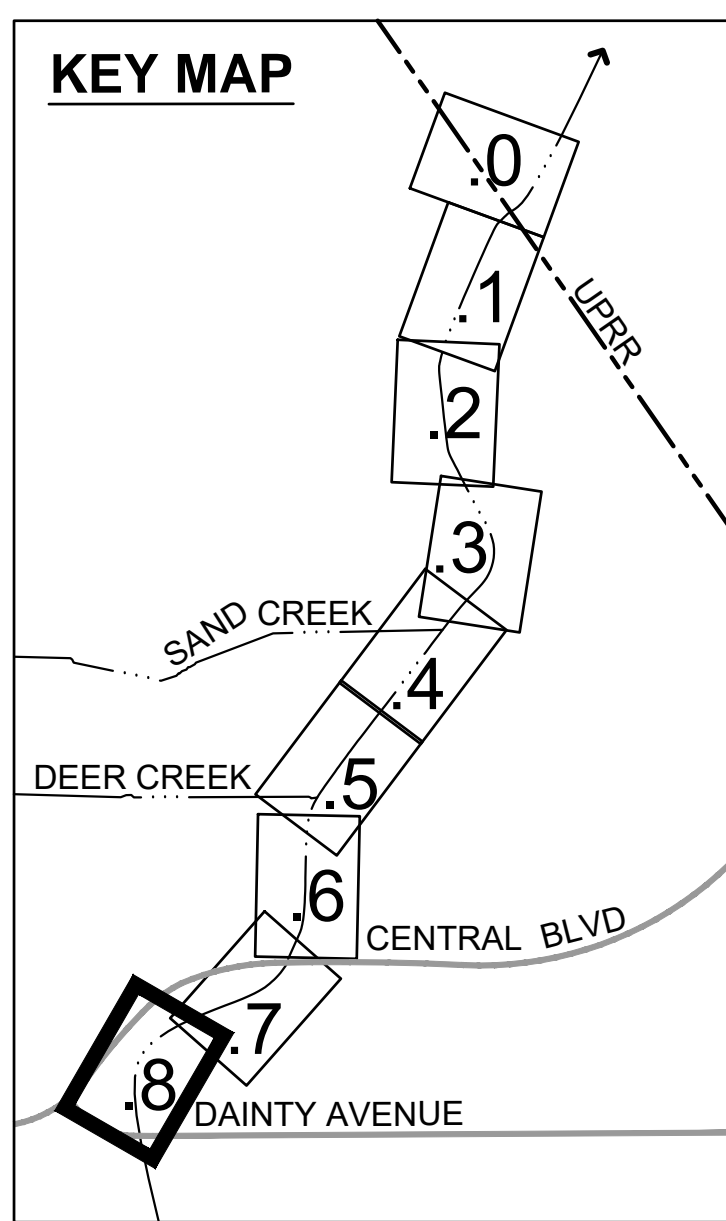 KEY MAP
.0
.1
UPRR
.2
.3
SAND CREEK
.4
DEER CREEK
.5
.6
CENTRAL BLVD
.7
.8
DAINTY AVENUE